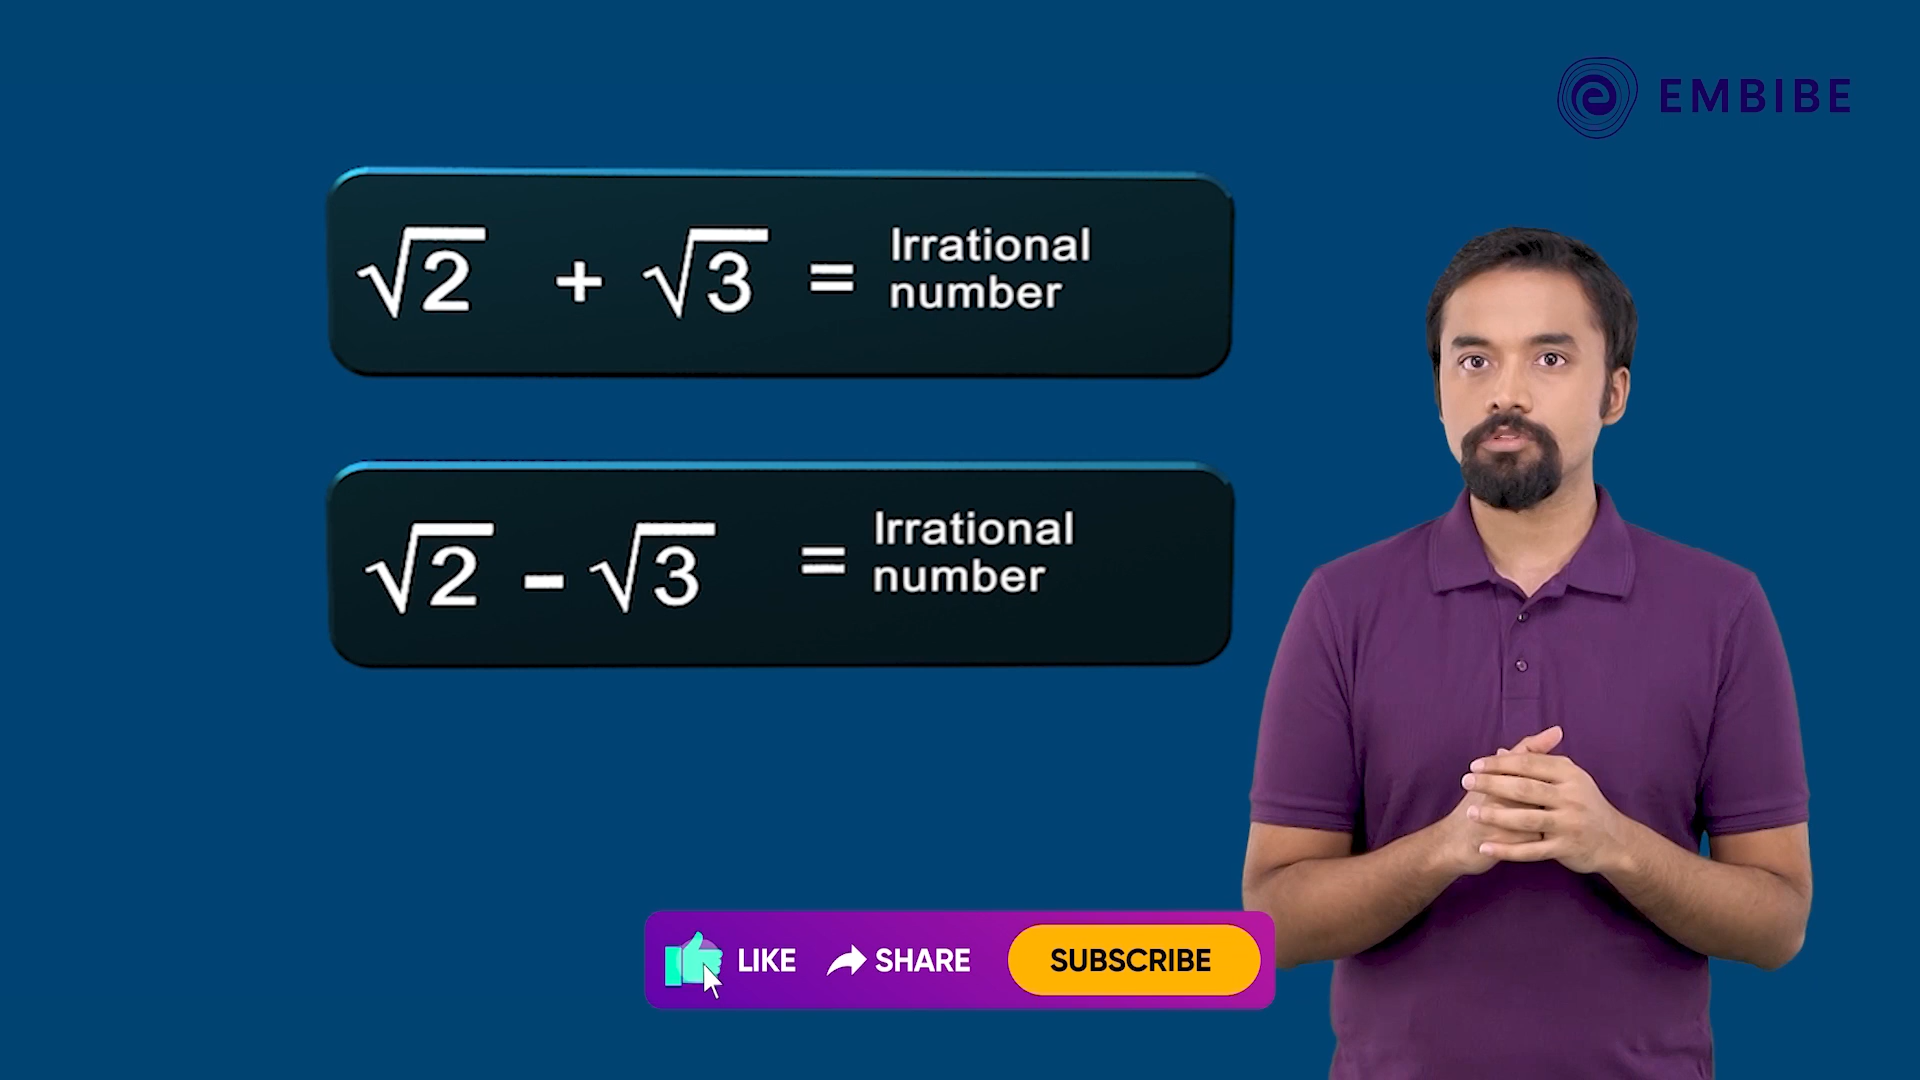 EMBIBE
√2 + √3 = Irrational number
√2 - √3 = Irrational number
LIKE SHARE SUBSCRIBE